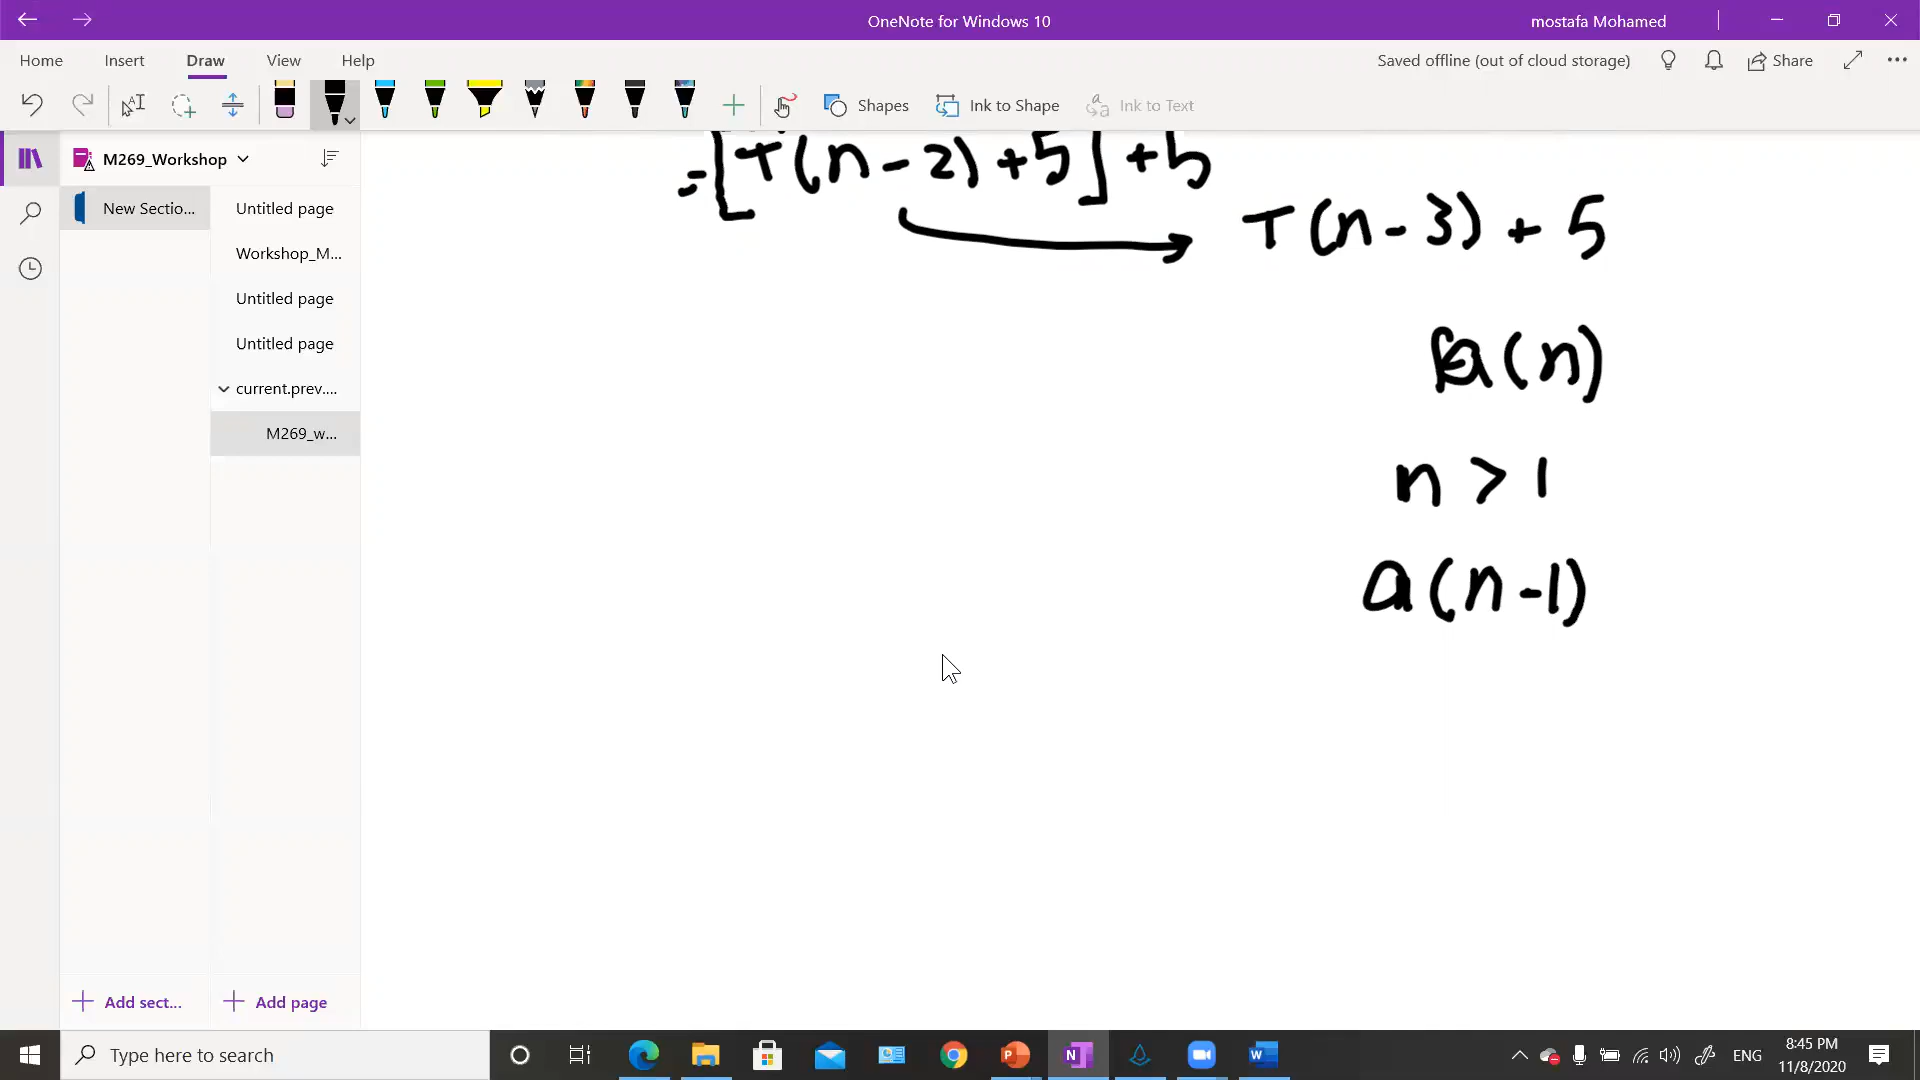 OneNote for Windows 10
mostafa Mohamed
Home Insert Draw View Help
Saved offline (out of cloud storage)
Share
Shapes
Ink to Shape
Ink to Text
M269_Workshop
New Sectio...
Untitled page
Workshop_M...
Untitled page
Untitled page
current.prev....
M269_w...
=[T(n-2)+5]+5
T(n-3)+5
a(n)
n>1
a(n-1)
Add sect...
Add page
Type here to search
ENG
8:45 PM
11/8/2020